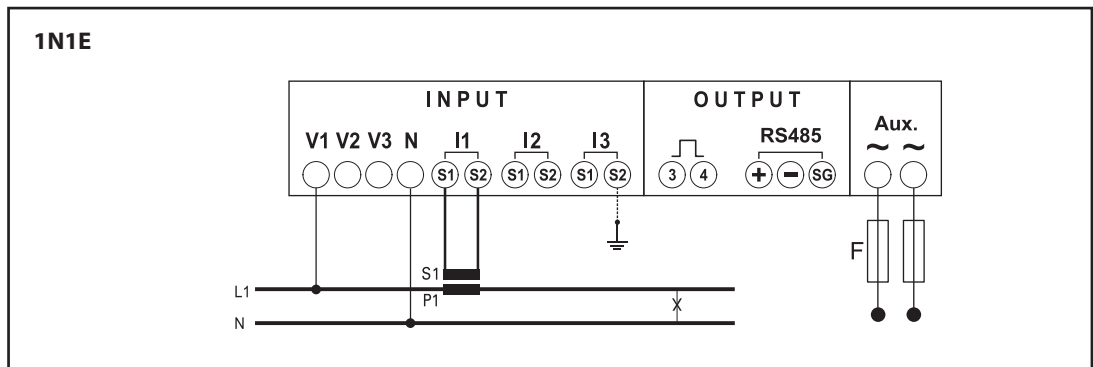 1N1E
INPUT OUTPUT
Aux.
V1 V2 V3 N I1 I2 I3 RS485
~ ~
S1 S2 S1 S2 S1 S2 3 4 + − SG
F
S1
L1 P1 X
N